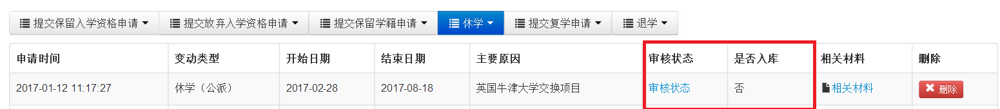 提交保留入学资格申请 提交放弃入学资格申请 提交保留学籍申请 休学 提交复学申请 退学
申请时间 变动类型 开始日期 结束日期 主要原因 审核状态 是否入库 相关材料 删除
2017-01-12 11:17:27 休学（公派） 2017-02-28 2017-08-18 英国牛津大学交换项目 审核状态 否 相关材料 删除